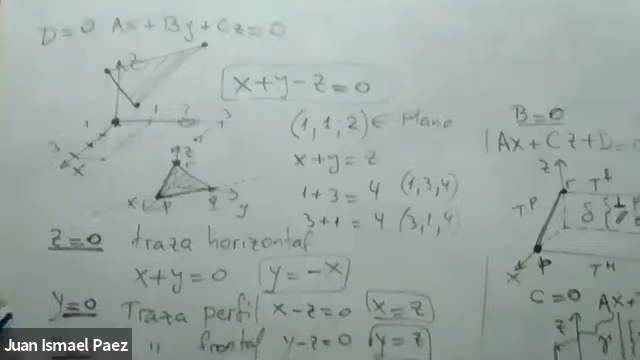 D=0 Ax+By+Cz=0
x+y-z=0
(1,1,2)∈ Plano
x+y=z
1+3=4 (1,3,4)
3+1=4 (3,1,4)
z=0 traza horizontal
x+y=0 y=-x
y=0 Traza perfil x-z=0 x=z
" frontal y-z=0 y=z
B=0
Ax+Cz+D=
z
r
T^P
δ
x
p
T^H
C=0 Ax+
z
Juan Ismael Paez